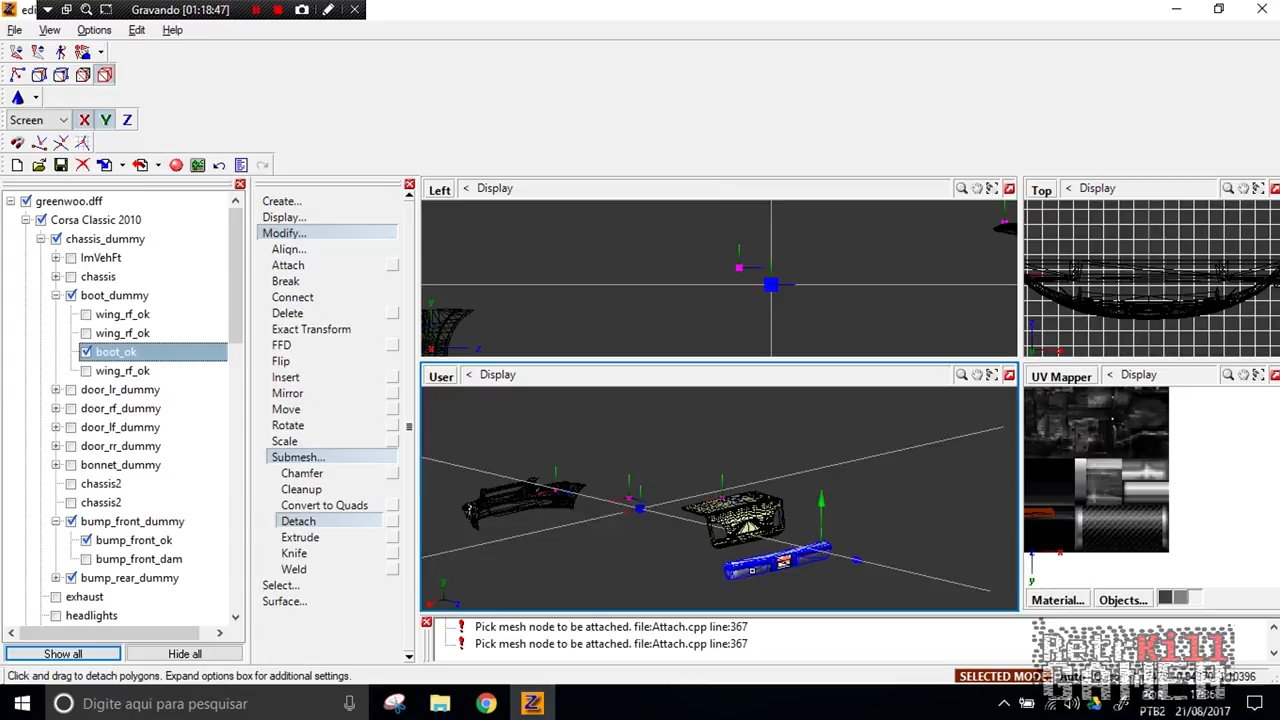 edi
Gravando [01:18:47]
File View Options Edit Help
Screen X Y Z
greenwoo.dff
Corsa Classic 2010
chassis_dummy
ImVehFt
chassis
boot_dummy
wing_rf_ok
wing_rf_ok
boot_ok
wing_rf_ok
door_lr_dummy
door_rf_dummy
door_lf_dummy
door_rr_dummy
bonnet_dummy
chassis2
chassis2
bump_front_dummy
bump_front_ok
bump_front_dam
bump_rear_dummy
exhaust
headlights
Show all Hide all
Create...
Display...
Modify...
Align...
Attach
Break
Connect
Delete
Exact Transform
FFD
Flip
Insert
Mirror
Move
Rotate
Scale
Submesh...
Chamfer
Cleanup
Convert to Quads
Detach
Extrude
Knife
Weld
Select...
Surface...
Left < Display
Top < Display
User < Display
UV Mapper < Display
Material... Objects...
Pick mesh node to be attached. file:Attach.cpp line:367
Pick mesh node to be attached. file:Attach.cpp line:367
Click and drag to detach polygons. Expand options box for additional settings.
SELECTED MODE
Digite aqui para pesquisar
PTB2 21/08/2017